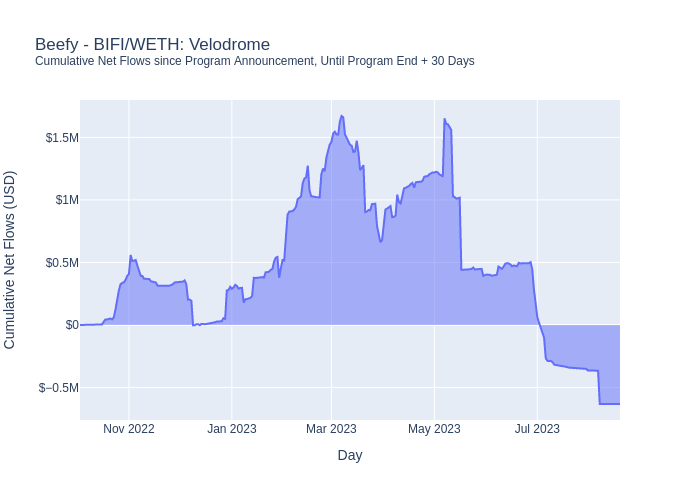 Beefy - BIFI/WETH: Velodrome
Cumulative Net Flows since Program Announcement, Until Program End + 30 Days
Cumulative Net Flows (USD)
$1.5M
$1M
$0.5M
$0
$−0.5M
Nov 2022
Jan 2023
Mar 2023
May 2023
Jul 2023
Day